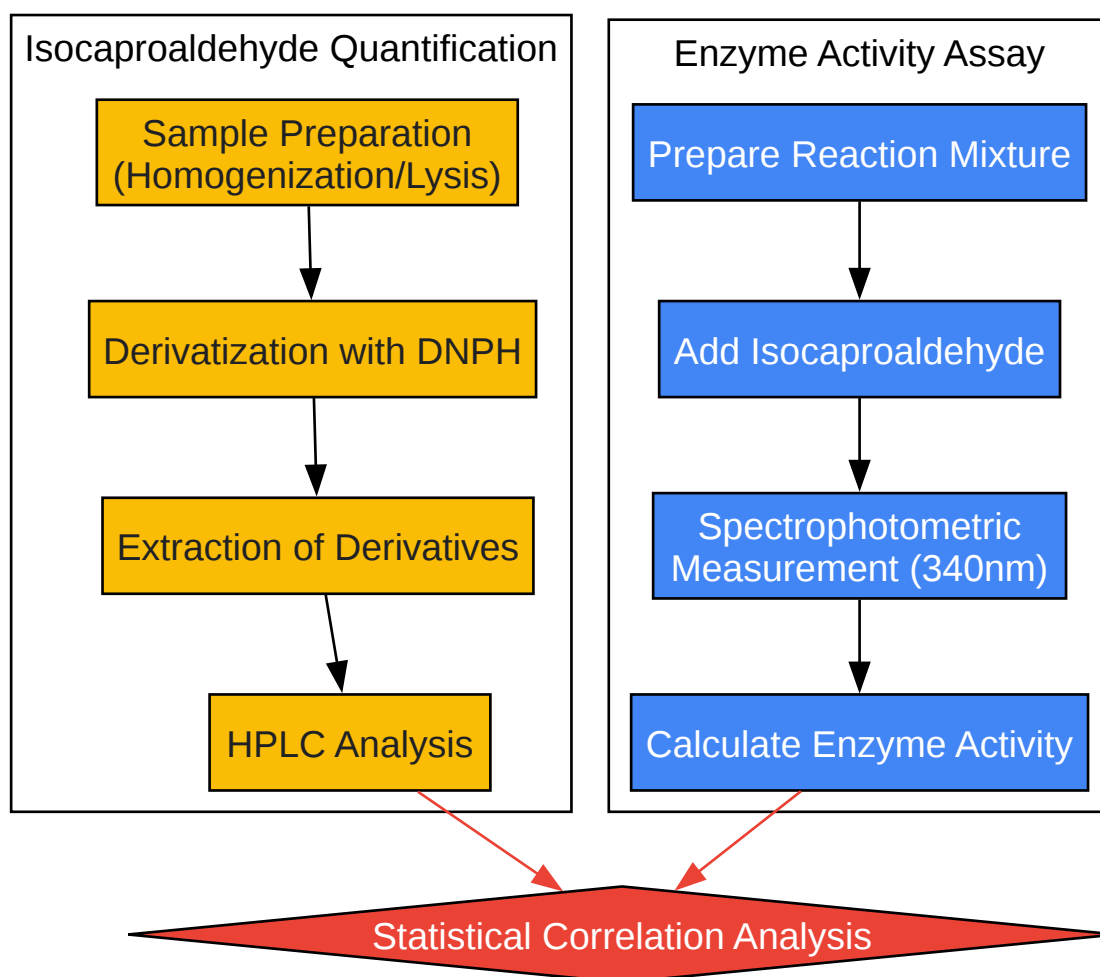 Isocaproaldehyde Quantification
Sample Preparation
(Homogenization/Lysis)
Derivatization with DNPH
Extraction of Derivatives
HPLC Analysis
Enzyme Activity Assay
Prepare Reaction Mixture
Add Isocaproaldehyde
Spectrophotometric
Measurement (340nm)
Calculate Enzyme Activity
Statistical Correlation Analysis